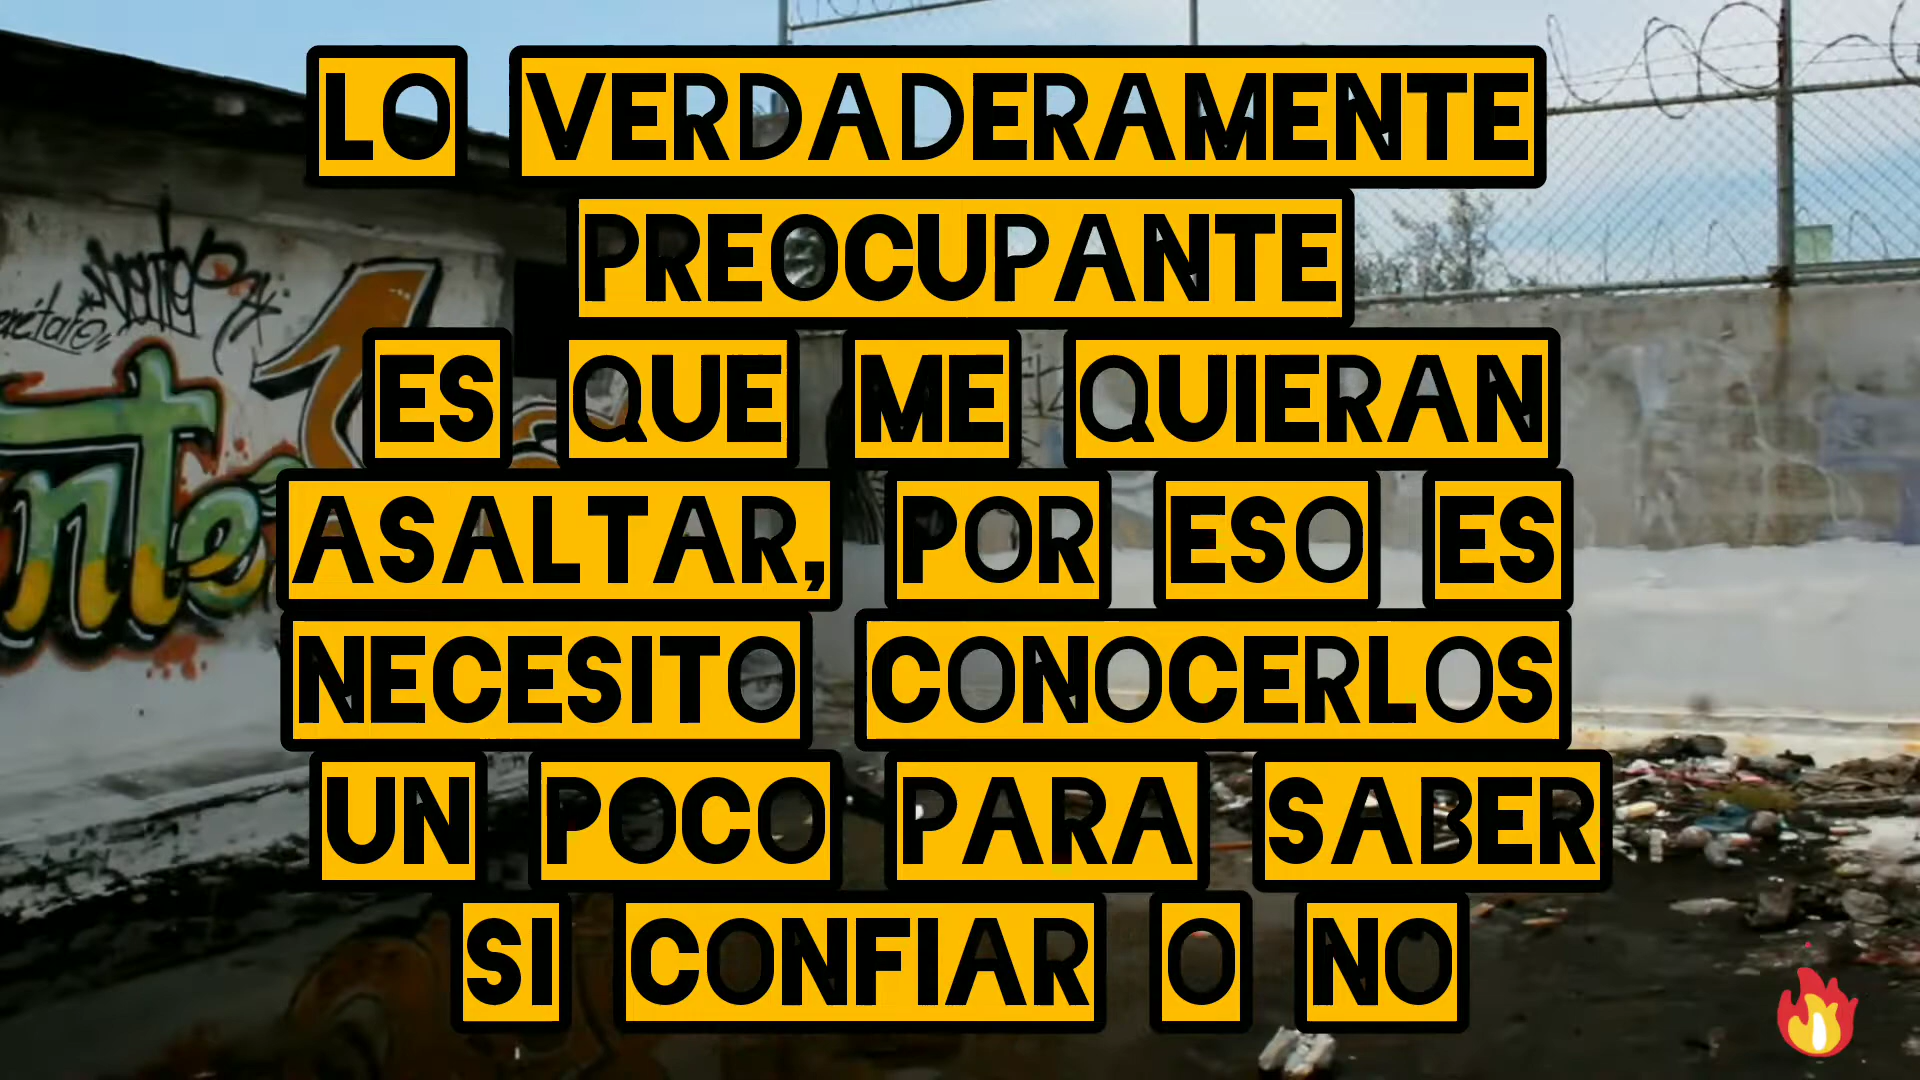 LO VERDADERAMENTE
PREOCUPANTE
ES QUE ME QUIERAN
ASALTAR, POR ESO ES
NECESITO CONOCERLOS
UN POCO PARA SABER
SI CONFIAR O NO